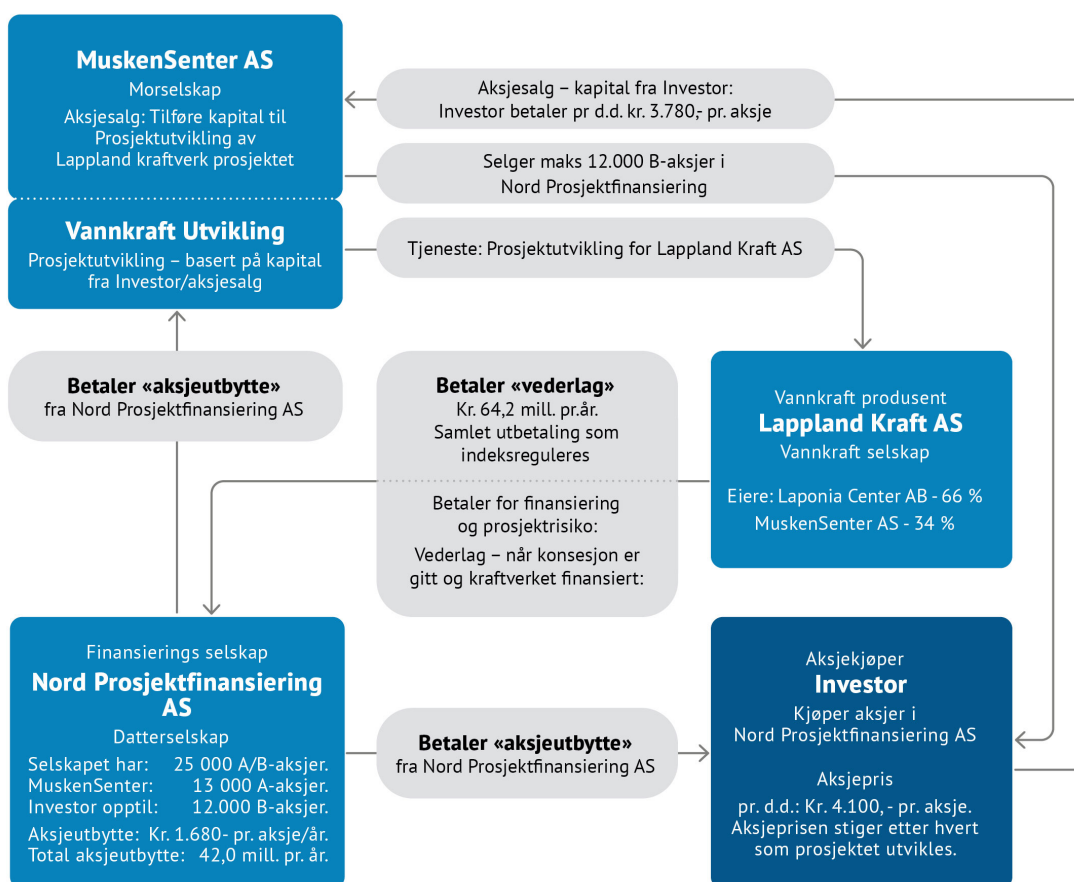 MuskenSenter AS
Morselskap
Aksjesalg: Tilføre kapital til
Prosjektutvikling av
Lappland kraftverk prosjektet
Vannkraft Utvikling
Prosjektutvikling – basert på kapital
fra Investor/aksjesalg
Aksjesalg – kapital fra Investor:
Investor betaler pr d.d. kr. 3.780,- pr. aksje
Selger maks 12.000 B-aksjer i
Nord Prosjektfinansiering
Tjeneste: Prosjektutvikling for Lappland Kraft AS
Betaler «aksjeutbytte»
fra Nord Prosjektfinansiering AS
Betaler «vederlag»
Kr. 64,2 mill. pr.år.
Samlet utbetaling som
indeksreguleres
Betaler for finansiering
og prosjektrisiko:
Vederlag – når konsesjon er
gitt og kraftverket finansiert:
Vannkraft produsent
Lappland Kraft AS
Vannkraft selskap
Eiere: Laponia Center AB - 66 %
MuskenSenter AS - 34 %
Finansierings selskap
Nord Prosjektfinansiering
AS
Datterselskap
Selskapet har: 25 000 A/B-aksjer.
MuskenSenter: 13 000 A-aksjer.
Investor opptil: 12.000 B-aksjer.
Aksjeutbytte: Kr. 1.680- pr. aksje/år.
Total aksjeutbytte: 42,0 mill. pr. år.
Betaler «aksjeutbytte»
fra Nord Prosjektfinansiering AS
Aksjekjøper
Investor
Kjøper aksjer i
Nord Prosjektfinansiering AS
Aksjepris
pr. d.d.: Kr. 4.100, - pr. aksje.
Aksjeprisen stiger etter hvert
som prosjektet utvikles.